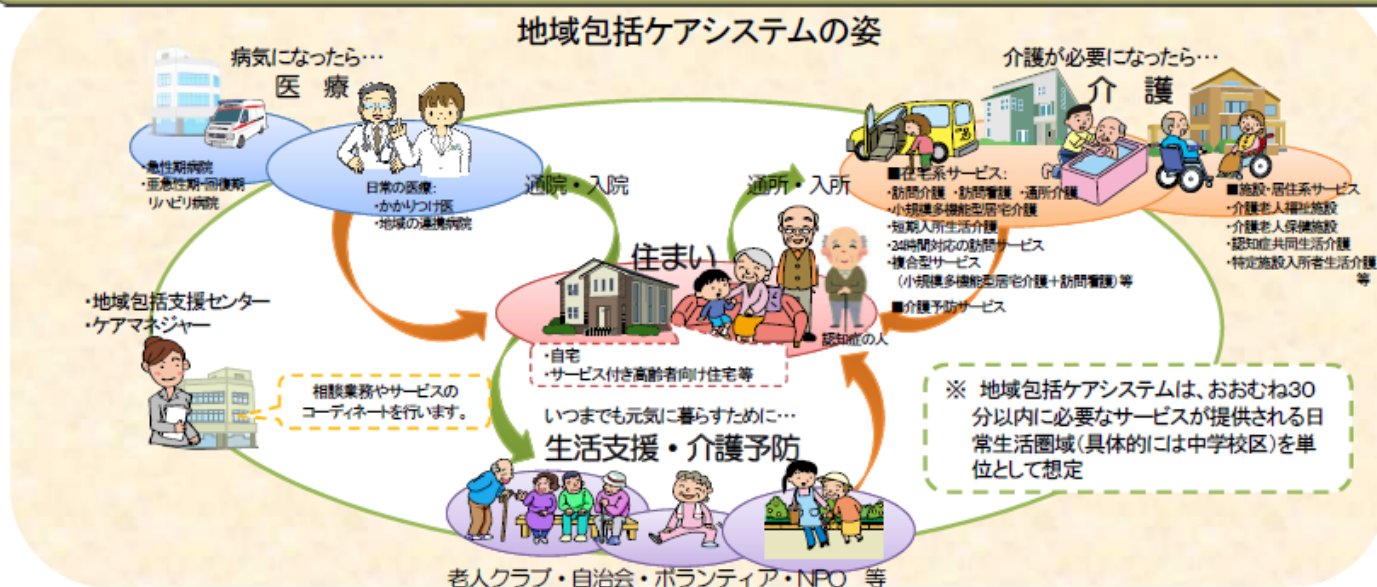 地域包括ケアシステムの姿
病気になったら…
医 療
・急性期病院
・亜急性期・回復期
リハビリ病院
日常の医療:
・かかりつけ医
・地域の連携病院
通院・入院
通所・入所
介護が必要になったら…
介 護
■在宅系サービス:
・訪問介護 ・訪問看護 ・通所介護
・小規模多機能型居宅介護
・短期入所生活介護
・24時間対応の訪問サービス
・複合型サービス
(小規模多機能型居宅介護+訪問看護)等
■介護予防サービス
■施設・居住系サービス
・介護老人福祉施設
・介護老人保健施設
・認知症共同生活介護
・特定施設入所者生活介護
等
住まい
認知症の人
・自宅
・サービス付き高齢者向け住宅等
・地域包括支援センター
・ケアマネジャー
相談業務やサービスの
コーディネートを行います。
いつまでも元気に暮らすために…
生活支援・介護予防
老人クラブ・自治会・ボランティア・NPO 等
※ 地域包括ケアシステムは、おおむね30
分以内に必要なサービスが提供される日
常生活圏域(具体的には中学校区)を単
位として想定